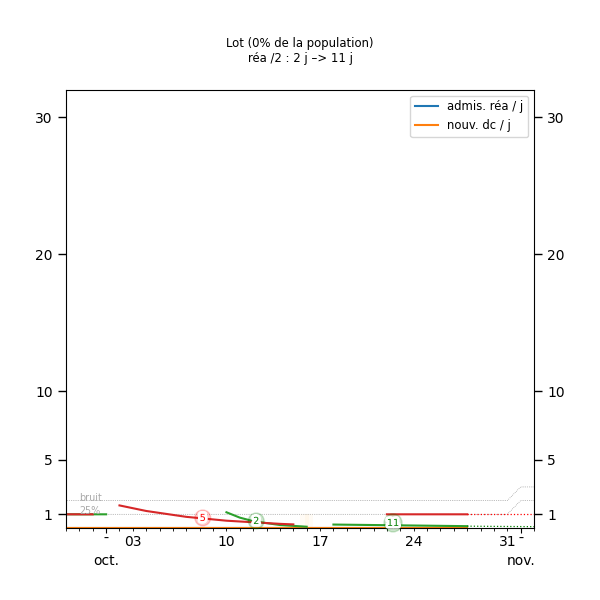 Lot (0% de la population)
réa /2 : 2 j –> 11 j
admis. réa / j
nouv. dc / j
30 30
20 20
10 10
5 5
bruit
25%
1 1
5 2 11
- 03 10 17 24 31 -
oct. nov.